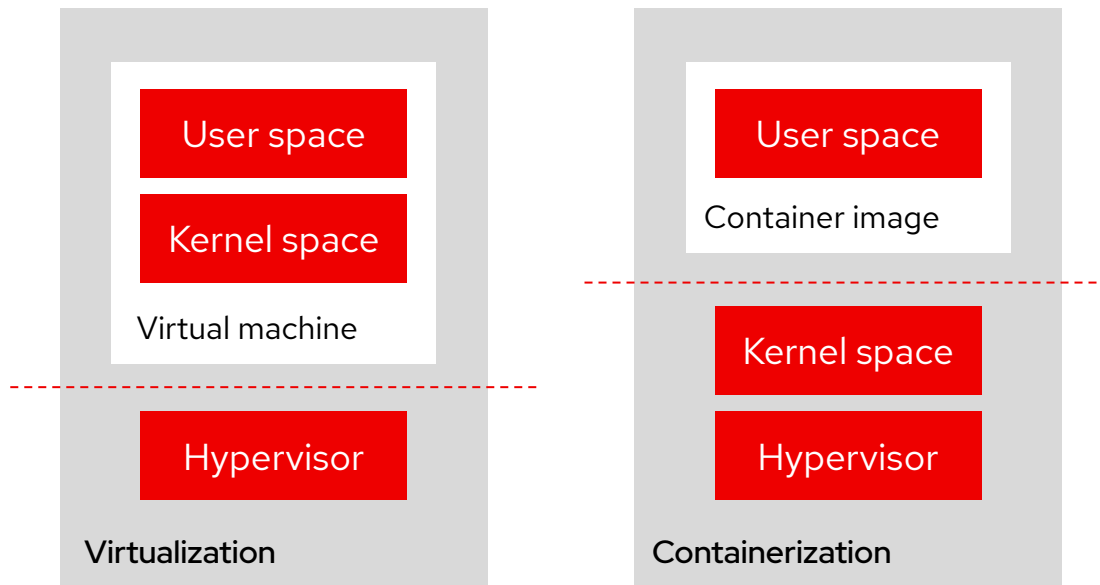 User space
Kernel space
Virtual machine
Hypervisor
Virtualization
User space
Container image
Kernel space
Hypervisor
Containerization